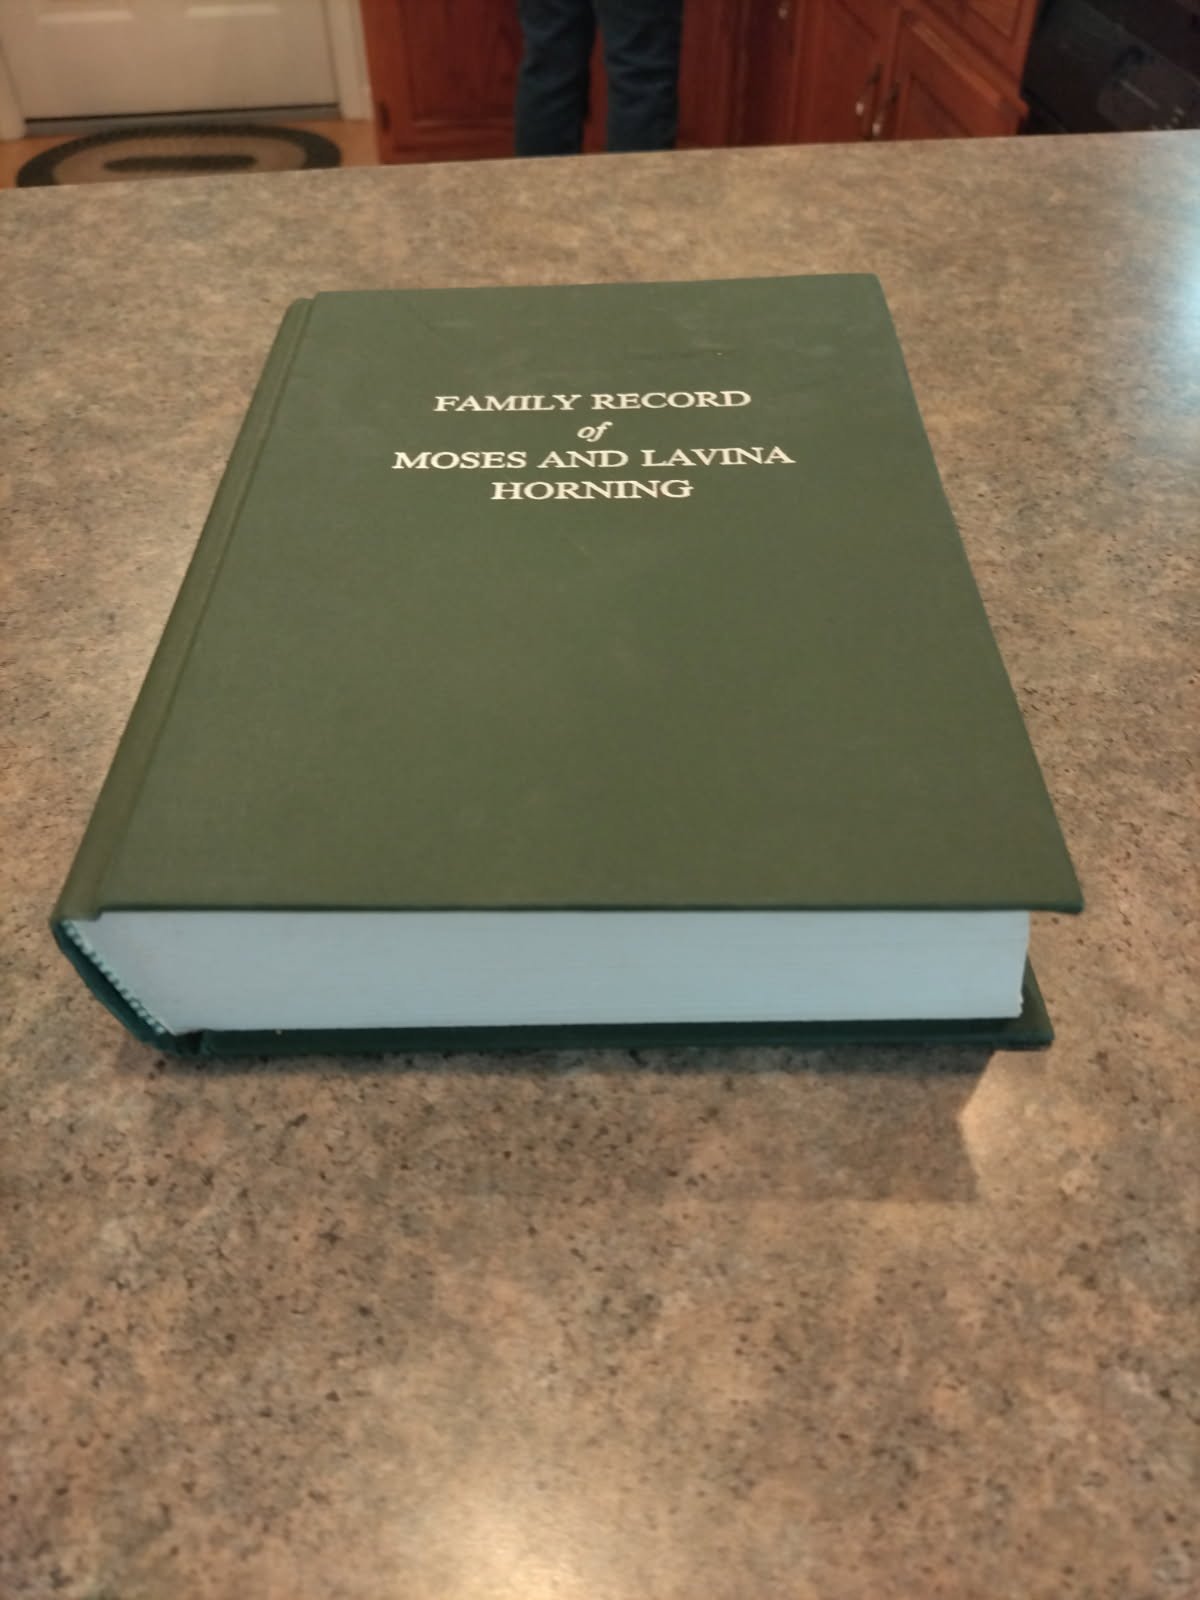 FAMILY RECORD
of
MOSES AND LAVINA
HORNING